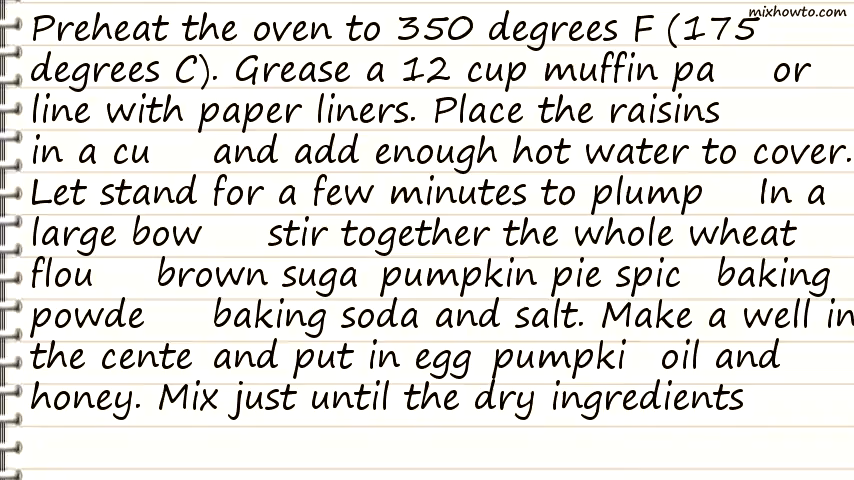 mixhowto.com
Preheat the oven to 350 degrees F (175
degrees C). Grease a 12 cup muffin pa or
line with paper liners. Place the raisins
in a cu and add enough hot water to cover.
Let stand for a few minutes to plump In a
large bow stir together the whole wheat
flou brown suga pumpkin pie spic baking
powde baking soda and salt. Make a well in
the cente and put in egg pumpki oil and
honey. Mix just until the dry ingredients